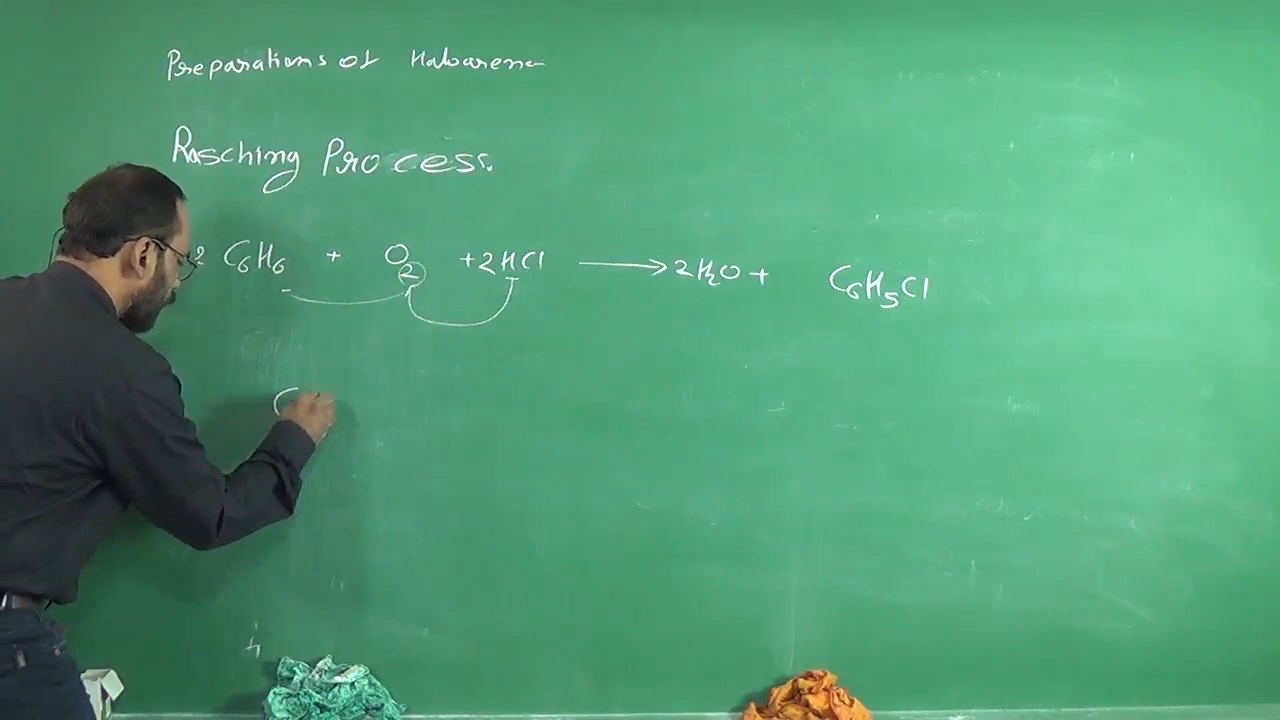 Preparations of Haloarene
Rasching Process.
2 C₆H₆ + O₂ + 2HCl ⟶ 2H₂O + C₆H₅Cl
C